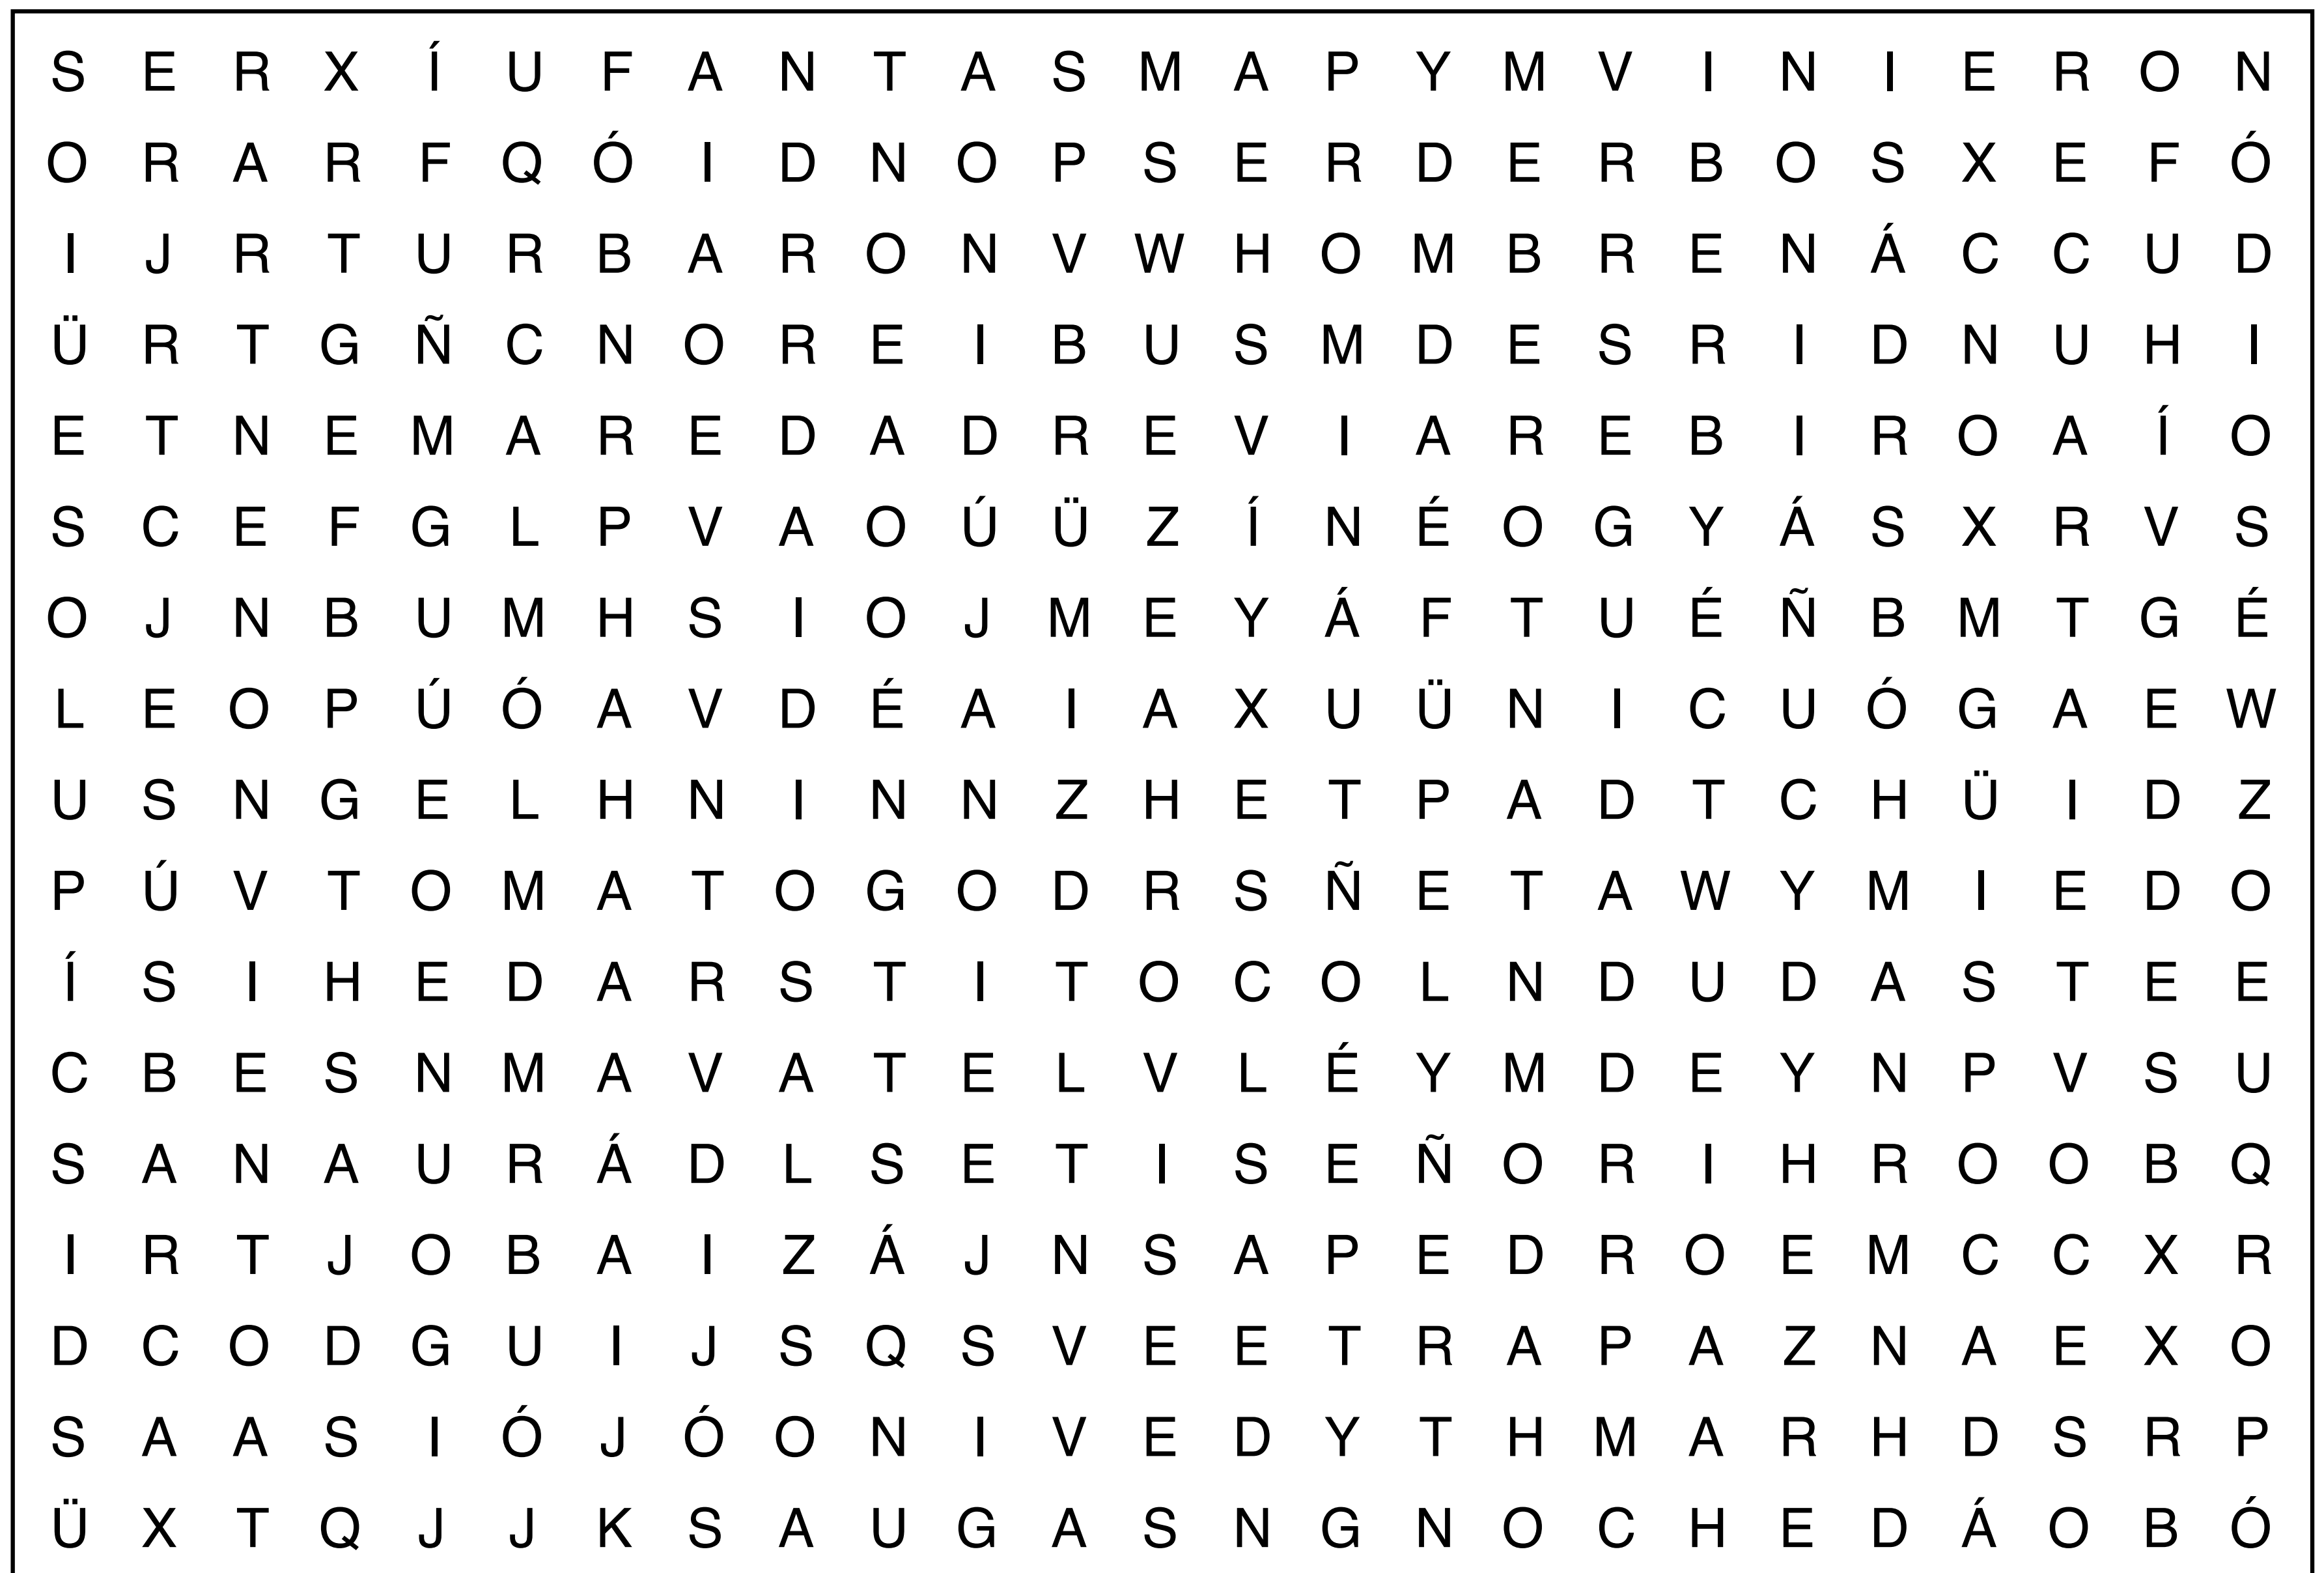 S E R X Í U F A N T A S M A P Y M V I N I E R O N
O R A R F Q Ó I D N O P S E R D E R B O S X E F Ó
I J R T U R B A R O N V W H O M B R E N Á C C U D
Ü R T G Ñ C N O R E I B U S M D E S R I D N U H I
E T N E M A R E D A D R E V I A R E B I R O A Í O
S C E F G L P V A O Ú Ü Z Í N É O G Y Á S X R V S
O J N B U M H S I O J M E Y Á F T U É Ñ B M T G É
L E O P Ú Ó A V D É A I A X U Ü N I C U Ó G A E W
U S N G E L H N I N N Z H E T P A D T C H Ü I D Z
P Ú V T O M A T O G O D R S Ñ E T A W Y M I E D O
Í S I H E D A R S T I T O C O L N D U D A S T E E
C B E S N M A V A T E L V L É Y M D E Y N P V S U
S A N A U R Á D L S E T I S E Ñ O R I H R O O B Q
I R T J O B A I Z Á J N S A P E D R O E M C C X R
D C O D G U I J S Q S V E E T R A P A Z N A E X O
S A A S I Ó J Ó O N I V E D Y T H M A R H D S R P
Ü X T Q J J K S A U G A S N G N O C H E D Á O B Ó